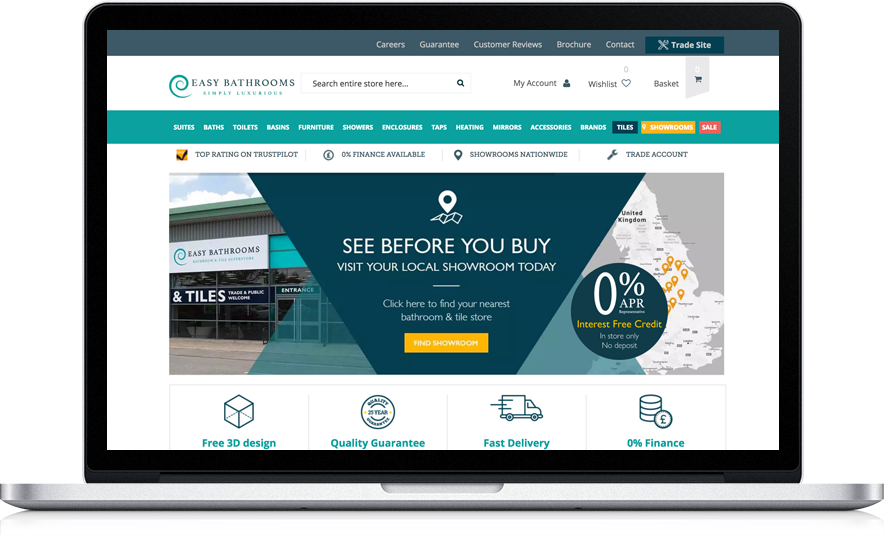 Careers Guarantee Customer Reviews Brochure Contact Trade Site
EASY BATHROOMS
SIMPLY LUXURIOUS
Search entire store here...
My Account
0
Wishlist
Basket
0
SUITES BATHS TOILETS BASINS FURNITURE SHOWERS ENCLOSURES TAPS HEATING MIRRORS ACCESSORIES BRANDS TILES SHOWROOMS SALE
TOP RATING ON TRUSTPILOT
£ 0% FINANCE AVAILABLE
SHOWROOMS NATIONWIDE
TRADE ACCOUNT
EASY BATHROOMS
BATHROOM & TILE SUPERSTORE
& TILES TRADE & PUBLIC
WELCOME
ENTRANCE
SEE BEFORE YOU BUY
VISIT YOUR LOCAL SHOWROOM TODAY
Click here to find your nearest
bathroom & tile store
FIND SHOWROOM
United
Kingdom
0%
APR
Representative
Interest Free Credit
In store only
No deposit
Free 3D design
QUALITY
25 YEAR
GUARANTEE
Quality Guarantee
Fast Delivery
£
0% Finance